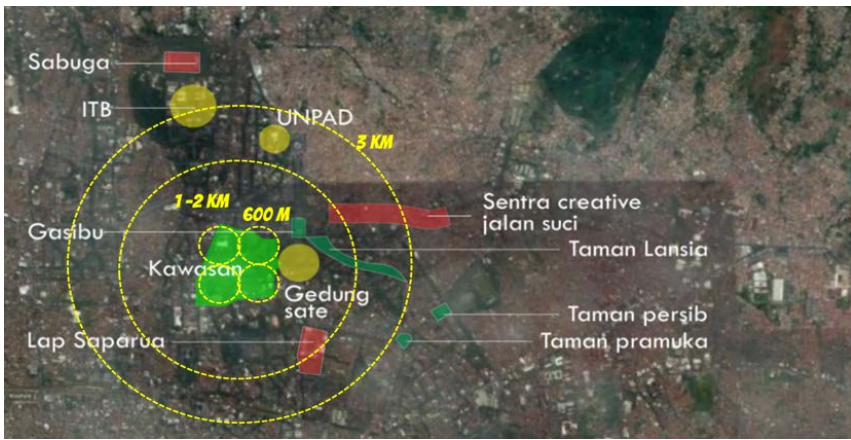 Sabuga
ITB
UNPAD
3 KM
1-2 KM
600 M
Sentra creative
jalan suci
Gasibu
Taman Lansia
Kawasan
Gedung
sate
Taman persib
Lap Saparua
Taman pramuka